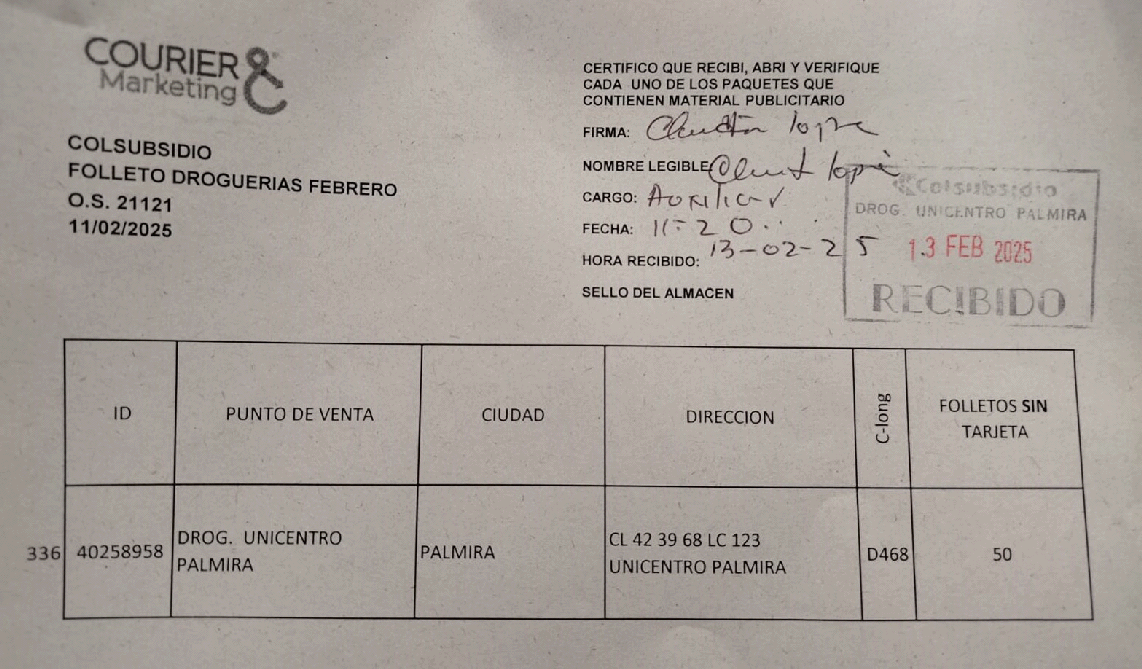 COURIER &
Marketing
COLSUBSIDIO
FOLLETO DROGUERIAS FEBRERO
O.S. 21121
11/02/2025
CERTIFICO QUE RECIBI, ABRI Y VERIFIQUE
CADA UNO DE LOS PAQUETES QUE
CONTIENEN MATERIAL PUBLICITARIO
FIRMA:
NOMBRE LEGIBLE
CARGO: Auxiliar
FECHA: 11:20
HORA RECIBIDO: 13-02-25
SELLO DEL ALMACEN
Colsubsidio
DROG. UNICENTRO PALMIRA
13 FEB 2025
RECIBIDO
ID PUNTO DE VENTA CIUDAD DIRECCION C-long FOLLETOS SIN
TARJETA
336 40258958 DROG. UNICENTRO
PALMIRA
PALMIRA
CL 42 39 68 LC 123
UNICENTRO PALMIRA
D468
50